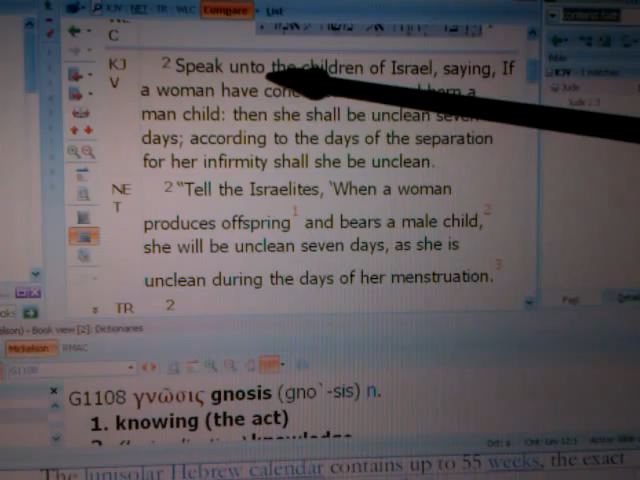 KJV · NET · TR · WLC Compare List
C
KJ
V
2 Speak unto the children of Israel, saying, If
a woman have born a
man child: then she shall be unclean seven
days; according to the days of the separation
for her infirmity shall she be unclean.
NE
T
2 "Tell the Israelites, 'When a woman
produces offspring 1 and bears a male child, 2
she will be unclean seven days, as she is
unclean during the days of her menstruation. 3
TR 2
Book view [2]: Dictionaries
Mickelson RMAC
G1108
G1108 γνῶσις gnosis (gno`-sis) n.
1. knowing (the act)
The lunisolar Hebrew calendar contains up to 55 weeks, the exact